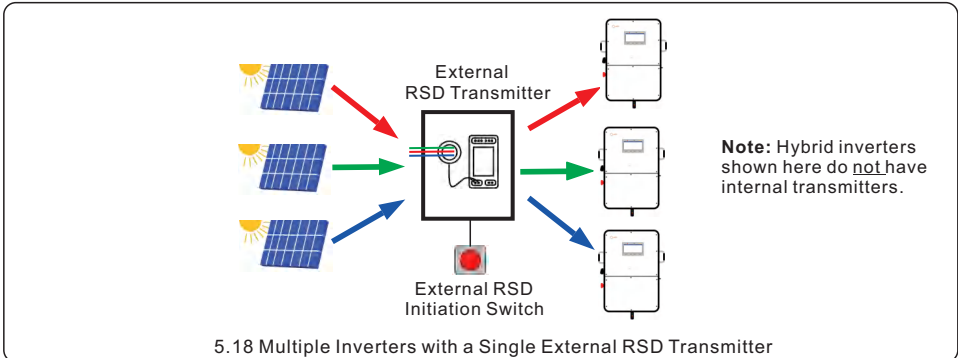 External
RSD Transmitter
Note: Hybrid inverters
shown here do not have
internal transmitters.
External RSD
Initiation Switch
5.18 Multiple Inverters with a Single External RSD Transmitter